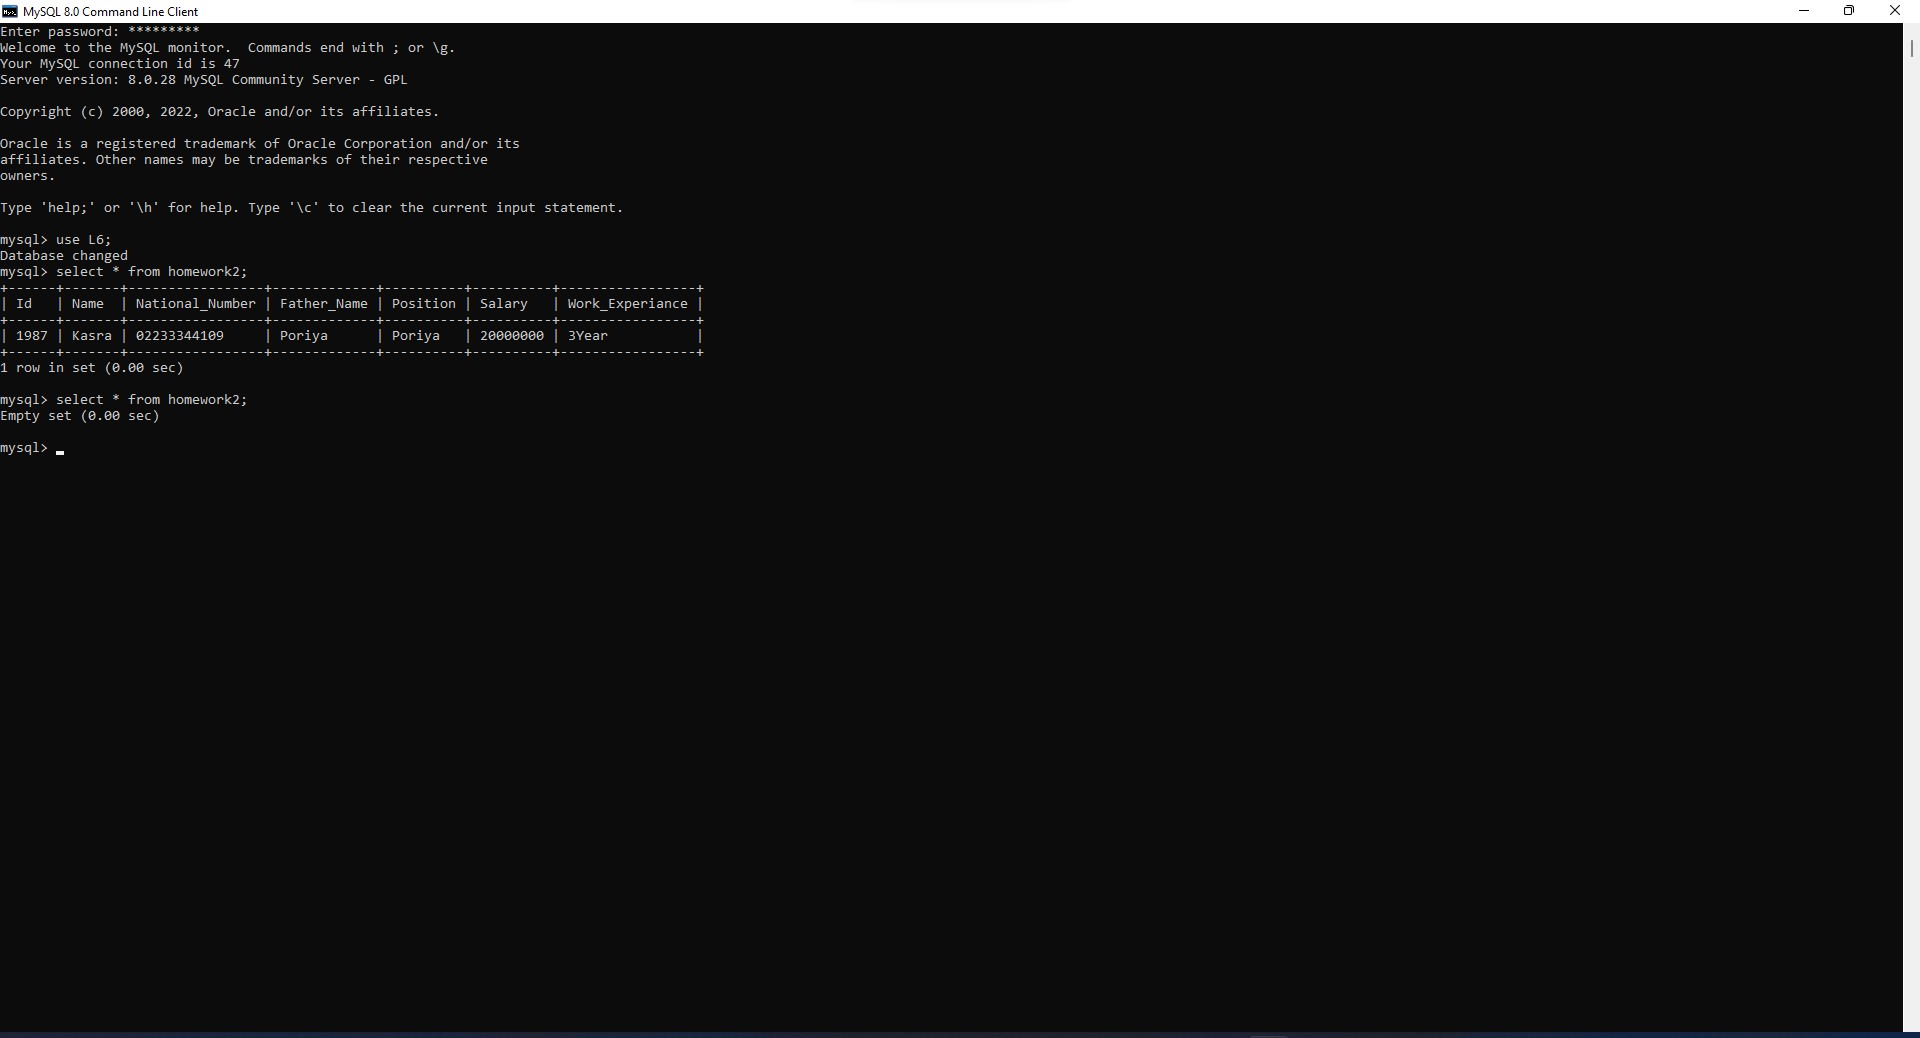 MySQL 8.0 Command Line Client
Enter password: *********
Welcome to the MySQL monitor.  Commands end with ; or \g.
Your MySQL connection id is 47
Server version: 8.0.28 MySQL Community Server - GPL

Copyright (c) 2000, 2022, Oracle and/or its affiliates.

Oracle is a registered trademark of Oracle Corporation and/or its
affiliates. Other names may be trademarks of their respective
owners.

Type 'help;' or '\h' for help. Type '\c' to clear the current input statement.

mysql> use L6;
Database changed
mysql> select * from homework2;
+------+-------+-----------------+-------------+----------+----------+-----------------+
| Id   | Name  | National_Number | Father_Name | Position | Salary   | Work_Experiance |
+------+-------+-----------------+-------------+----------+----------+-----------------+
| 1987 | Kasra | 02233344109     | Poriya      | Poriya   | 20000000 | 3Year           |
+------+-------+-----------------+-------------+----------+----------+-----------------+
1 row in set (0.00 sec)

mysql> select * from homework2;
Empty set (0.00 sec)

mysql>